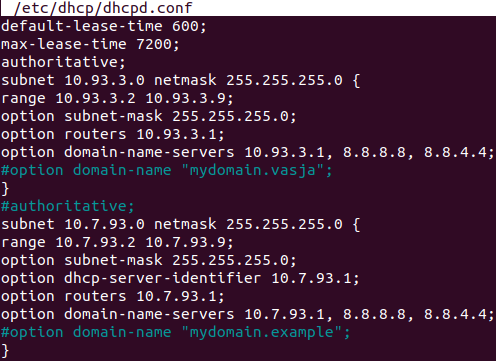 /etc/dhcp/dhcpd.conf
default-lease-time 600;
max-lease-time 7200;
authoritative;
subnet 10.93.3.0 netmask 255.255.255.0 {
range 10.93.3.2 10.93.3.9;
option subnet-mask 255.255.255.0;
option routers 10.93.3.1;
option domain-name-servers 10.93.3.1, 8.8.8.8, 8.8.4.4;
#option domain-name "mydomain.vasja";
}
#authoritative;
subnet 10.7.93.0 netmask 255.255.255.0 {
range 10.7.93.2 10.7.93.9;
option subnet-mask 255.255.255.0;
option dhcp-server-identifier 10.7.93.1;
option routers 10.7.93.1;
option domain-name-servers 10.7.93.1, 8.8.8.8, 8.8.4.4;
#option domain-name "mydomain.example";
}